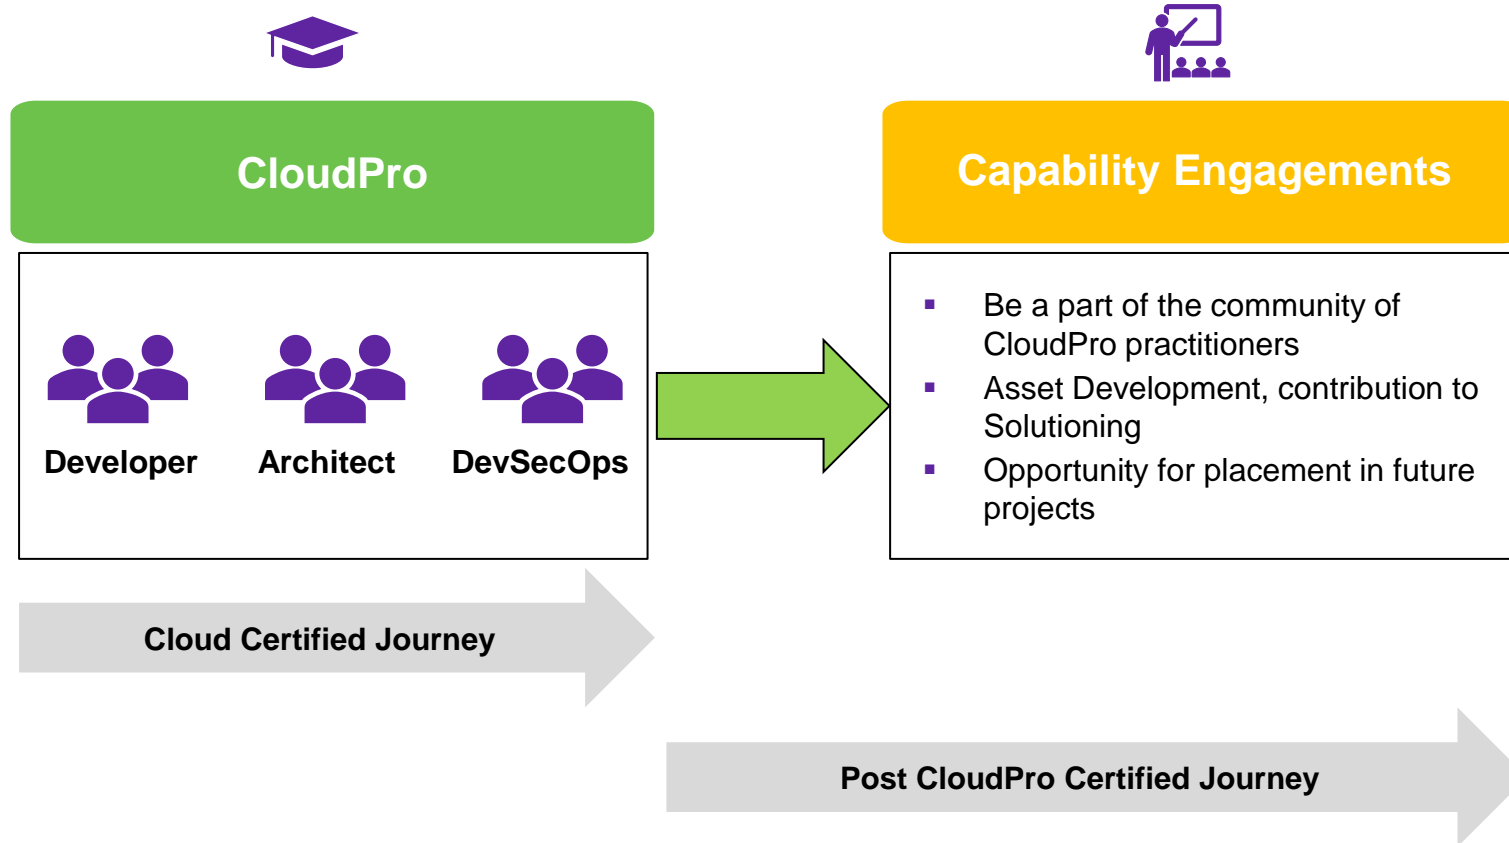 CloudPro
Capability Engagements
Developer
Architect
DevSecOps
▪ Be a part of the community of
CloudPro practitioners
▪ Asset Development, contribution to
Solutioning
▪ Opportunity for placement in future
projects
Cloud Certified Journey
Post CloudPro Certified Journey